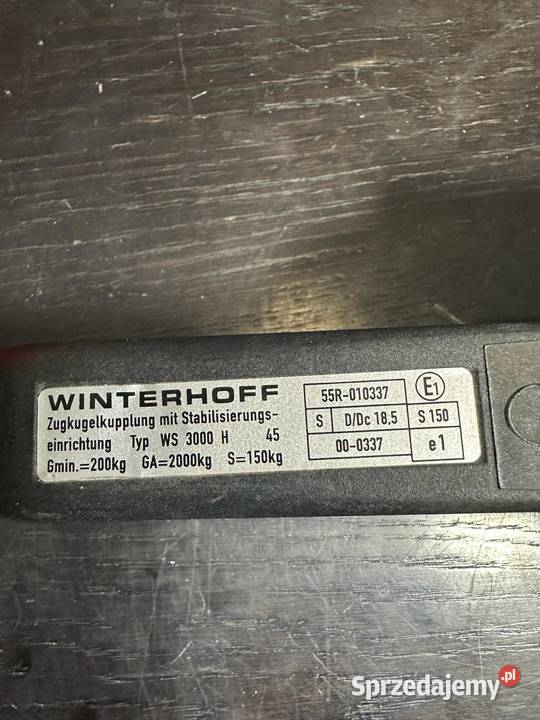 WINTERHOFF
Zugkugelkupplung mit Stabilisierungs-
einrichtung Typ WS 3000 H 45
Gmin.=200kg GA=2000kg S=150kg
55R-010337 E1
S D/Dc 18,5 S 150
00-0337 e1
Sprzedajemy.pl